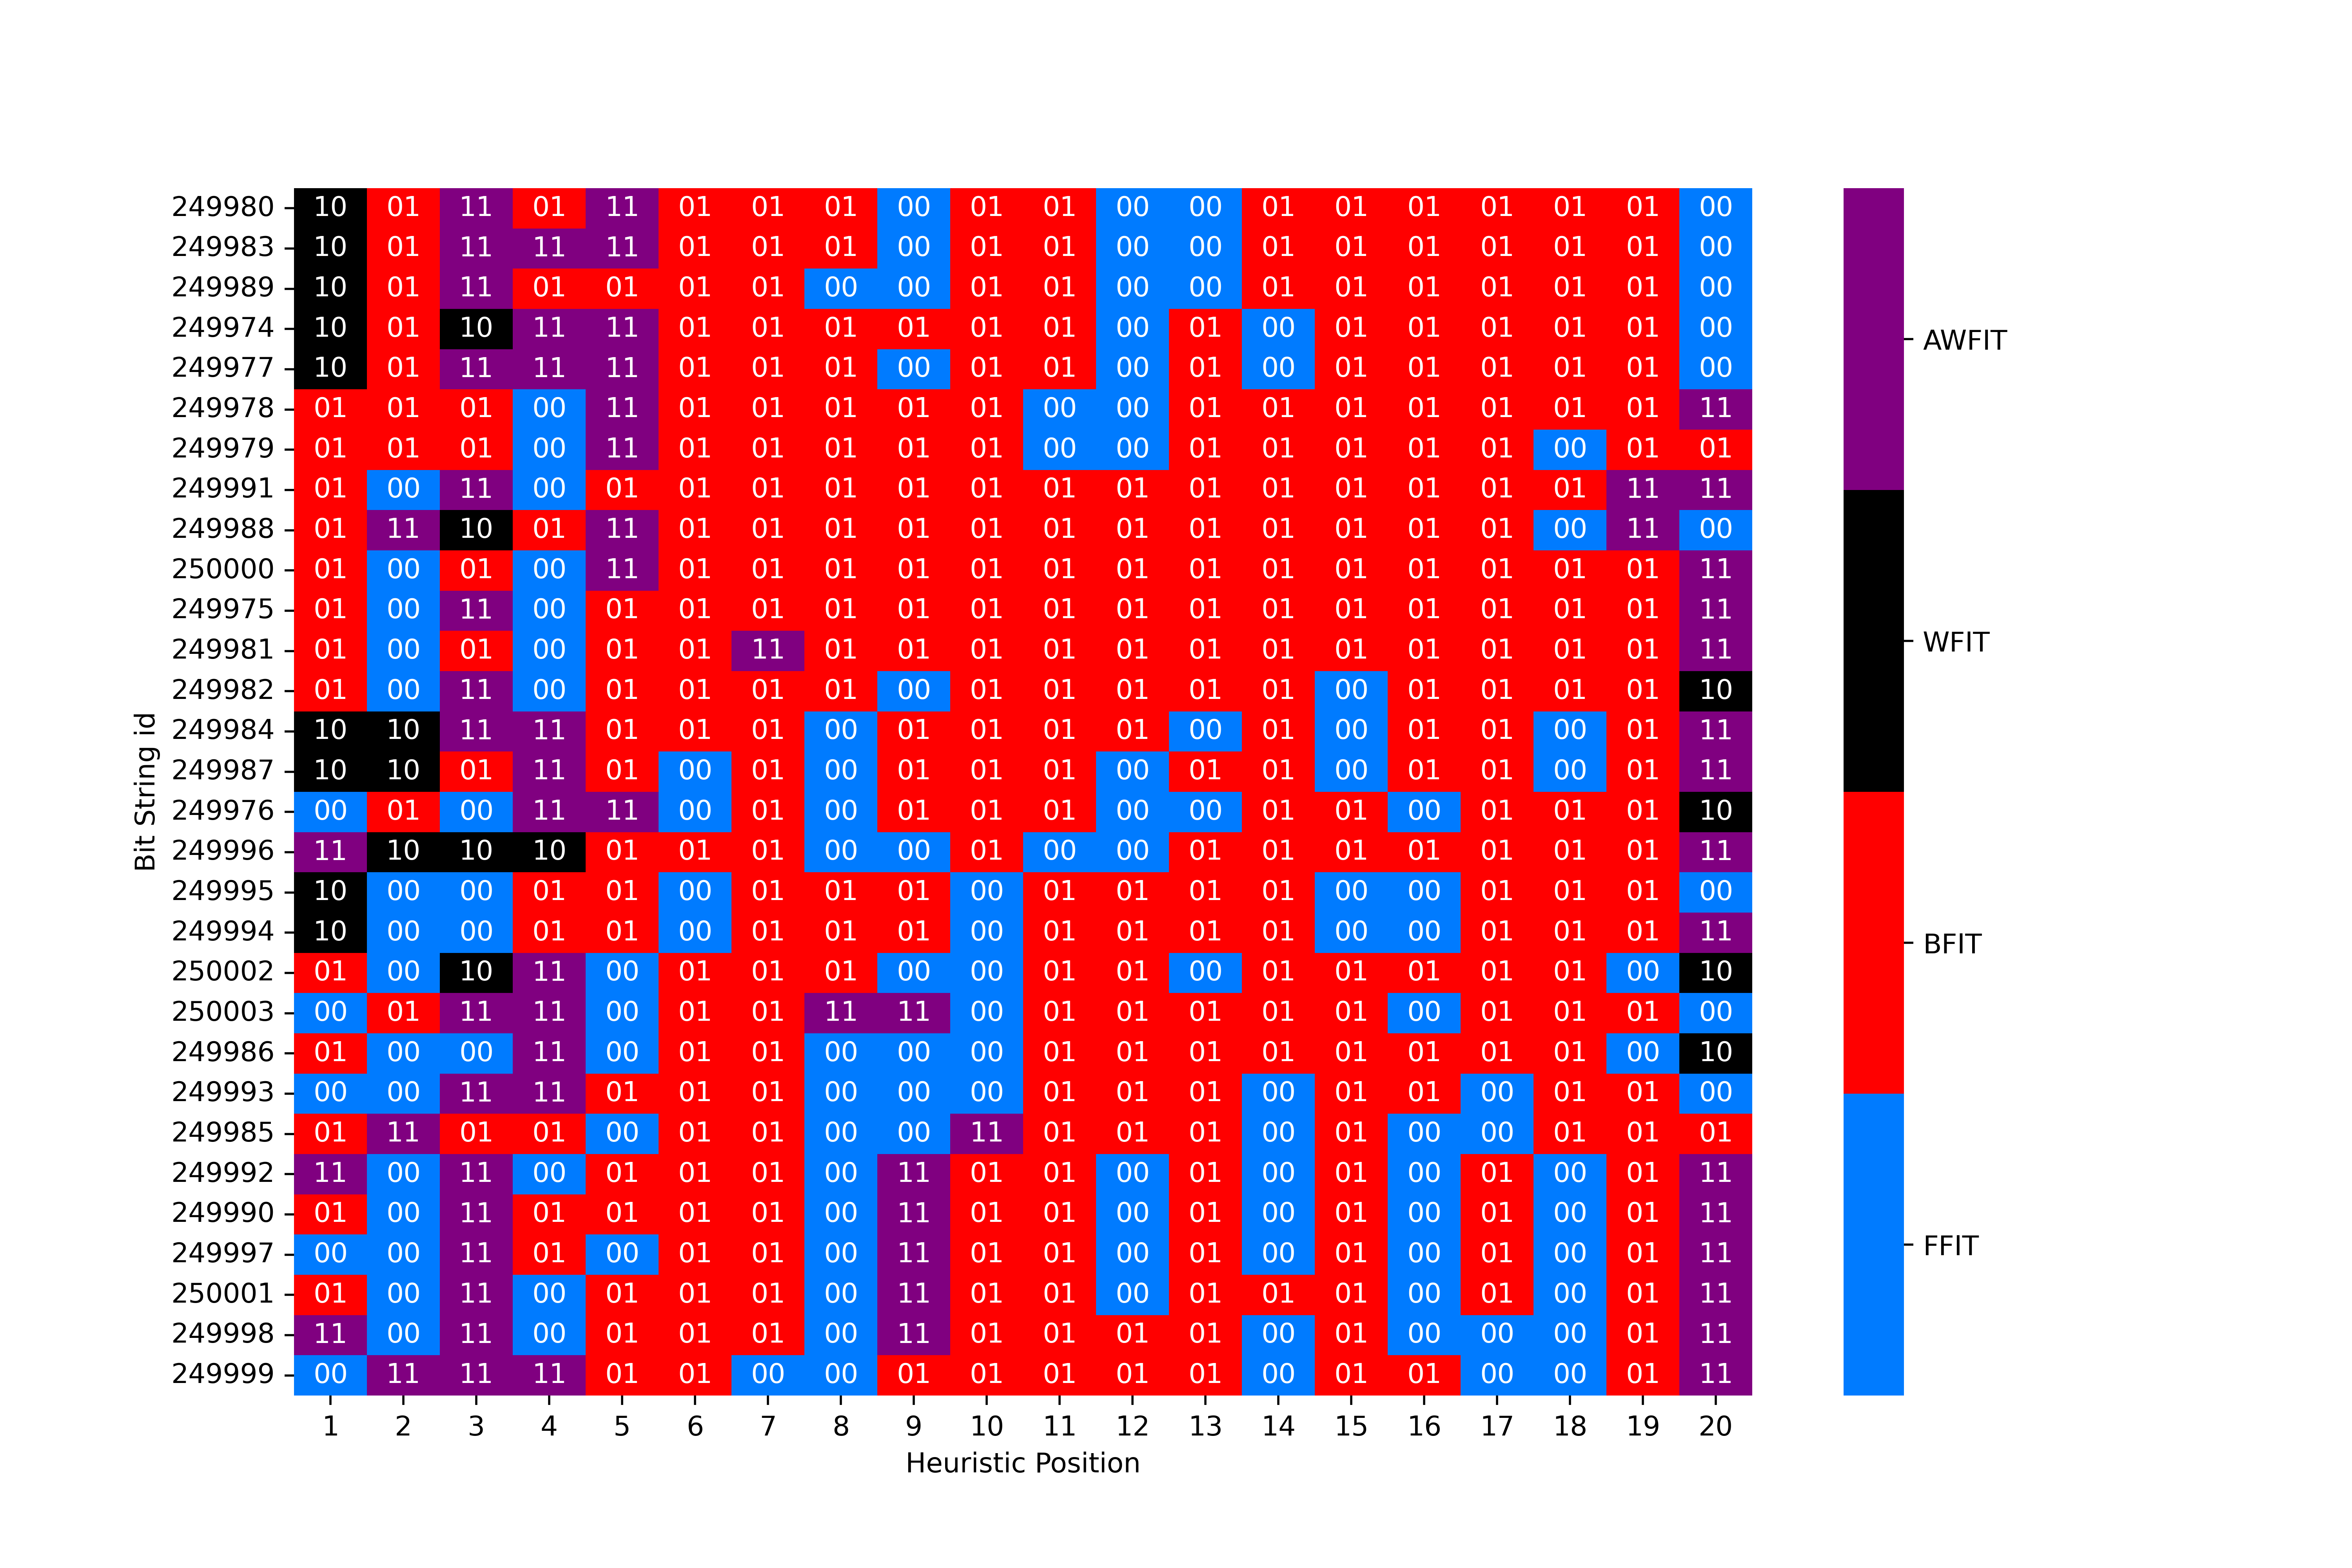 249980 10 01 11 01 11 01 01 01 00 01 01 00 00 01 01 01 01 01 01 00
249983 10 01 11 11 11 01 01 01 00 01 01 00 00 01 01 01 01 01 01 00
249989 10 01 11 01 01 01 01 00 00 01 01 00 00 01 01 01 01 01 01 00
249974 10 01 10 11 11 01 01 01 01 01 01 00 01 00 01 01 01 01 01 00
AWFIT
249977 10 01 11 11 11 01 01 01 00 01 01 00 01 00 01 01 01 01 01 00
249978 01 01 01 00 11 01 01 01 01 01 00 00 01 01 01 01 01 01 01 11
249979 01 01 01 00 11 01 01 01 01 01 00 00 01 01 01 01 01 00 01 01
249991 01 00 11 00 01 01 01 01 01 01 01 01 01 01 01 01 01 01 11 11
249988 01 11 10 01 11 01 01 01 01 01 01 01 01 01 01 01 01 00 11 00
250000 01 00 01 00 11 01 01 01 01 01 01 01 01 01 01 01 01 01 01 11
249975 01 00 11 00 01 01 01 01 01 01 01 01 01 01 01 01 01 01 01 11
WFIT
249981 01 00 01 00 01 01 11 01 01 01 01 01 01 01 01 01 01 01 01 11
249982 01 00 11 00 01 01 01 01 00 01 01 01 01 01 00 01 01 01 01 10
249984 10 10 11 11 01 01 01 00 01 01 01 01 00 01 00 01 01 00 01 11
249987 10 10 01 11 01 00 01 00 01 01 01 00 01 01 00 01 01 00 01 11
Bit String id
249976 00 01 00 11 11 00 01 00 01 01 01 00 00 01 01 00 01 01 01 10
249996 11 10 10 10 01 01 01 00 00 01 00 00 01 01 01 01 01 01 01 11
249995 10 00 00 01 01 00 01 01 01 00 01 01 01 01 00 00 01 01 01 00
249994 10 00 00 01 01 00 01 01 01 00 01 01 01 01 00 00 01 01 01 11
BFIT
250002 01 00 10 11 00 01 01 01 00 00 01 01 00 01 01 01 01 01 00 10
250003 00 01 11 11 00 01 01 11 11 00 01 01 01 01 01 00 01 01 01 00
249986 01 00 00 11 00 01 01 00 00 00 01 01 01 01 01 01 01 01 00 10
249993 00 00 11 11 01 01 01 00 00 00 01 01 01 00 01 01 00 01 01 00
249985 01 11 01 01 00 01 01 00 00 11 01 01 01 00 01 00 00 01 01 01
249992 11 00 11 00 01 01 01 00 11 01 01 00 01 00 01 00 01 00 01 11
249990 01 00 11 01 01 01 01 00 11 01 01 00 01 00 01 00 01 00 01 11
FFIT
249997 00 00 11 01 00 01 01 00 11 01 01 00 01 00 01 00 01 00 01 11
250001 01 00 11 00 01 01 01 00 11 01 01 00 01 01 01 00 01 00 01 11
249998 11 00 11 00 01 01 01 00 11 01 01 01 01 00 01 00 00 00 01 11
249999 00 11 11 11 01 01 00 00 01 01 01 01 01 00 01 01 00 00 01 11
1 2 3 4 5 6 7 8 9 10 11 12 13 14 15 16 17 18 19 20
Heuristic Position